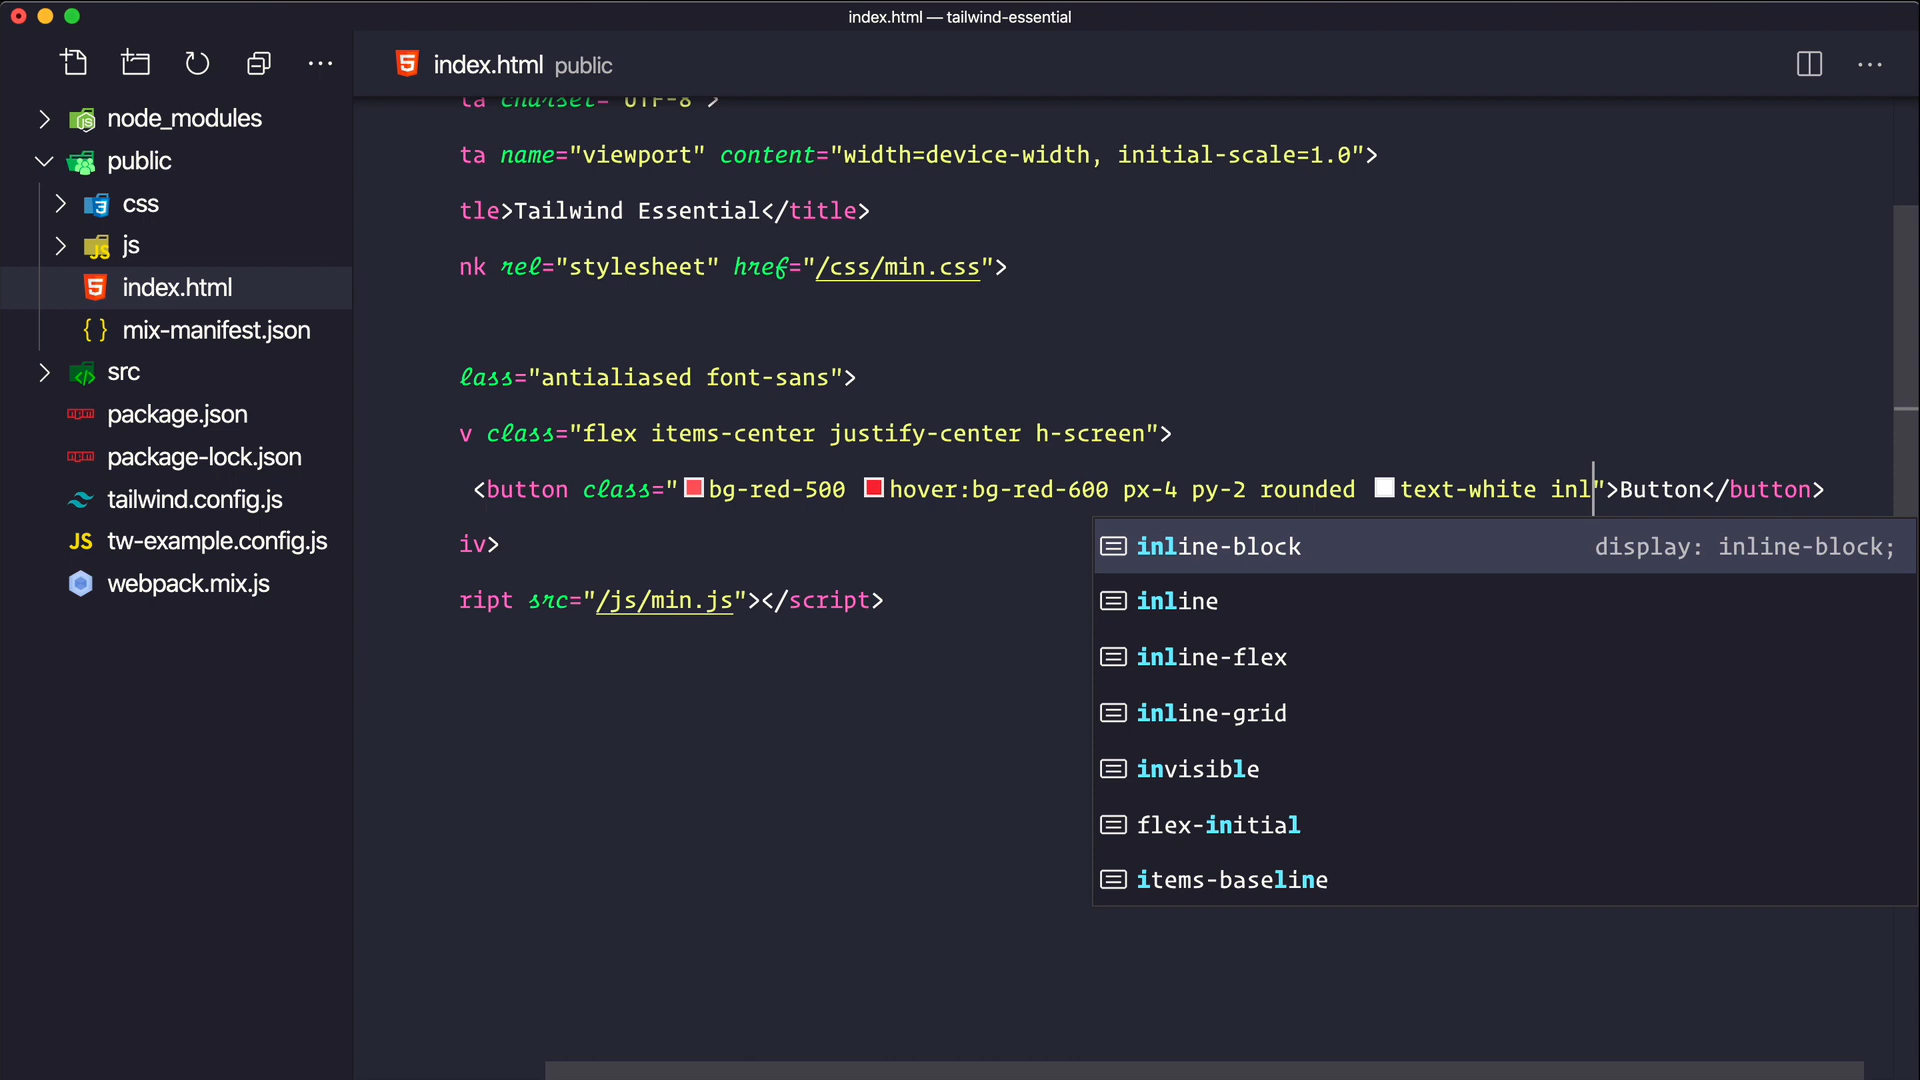 index.html — tailwind-essential
index.html public
node_modules
public
css
js
index.html
mix-manifest.json
src
package.json
package-lock.json
tailwind.config.js
tw-example.config.js
webpack.mix.js
ta charset="UTF-8">
ta name="viewport" content="width=device-width, initial-scale=1.0">
tle>Tailwind Essential</title>
nk rel="stylesheet" href="/css/min.css">
lass="antialiased font-sans">
v class="flex items-center justify-center h-screen">
<button class="bg-red-500 hover:bg-red-600 px-4 py-2 rounded text-white inl">Button</button>
iv>
ript src="/js/min.js"></script>
inline-block display: inline-block;
inline
inline-flex
inline-grid
invisible
flex-initial
items-baseline